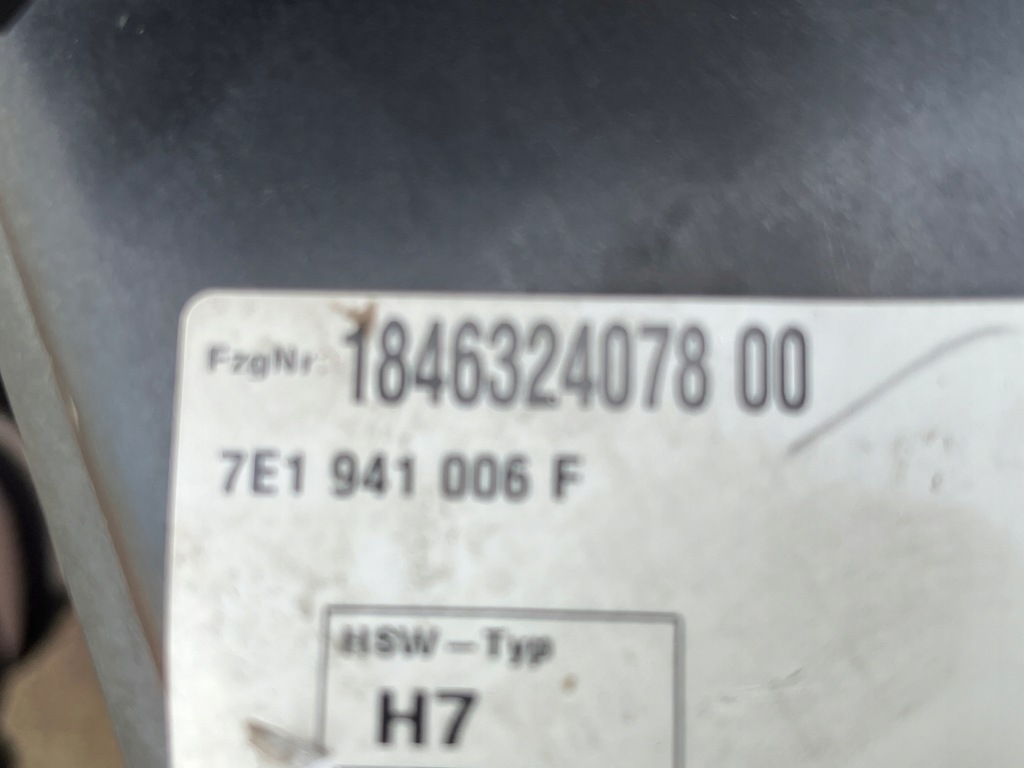 FzgNr: 1846324078 00
7E1 941 006 F
HSW-Typ
H7